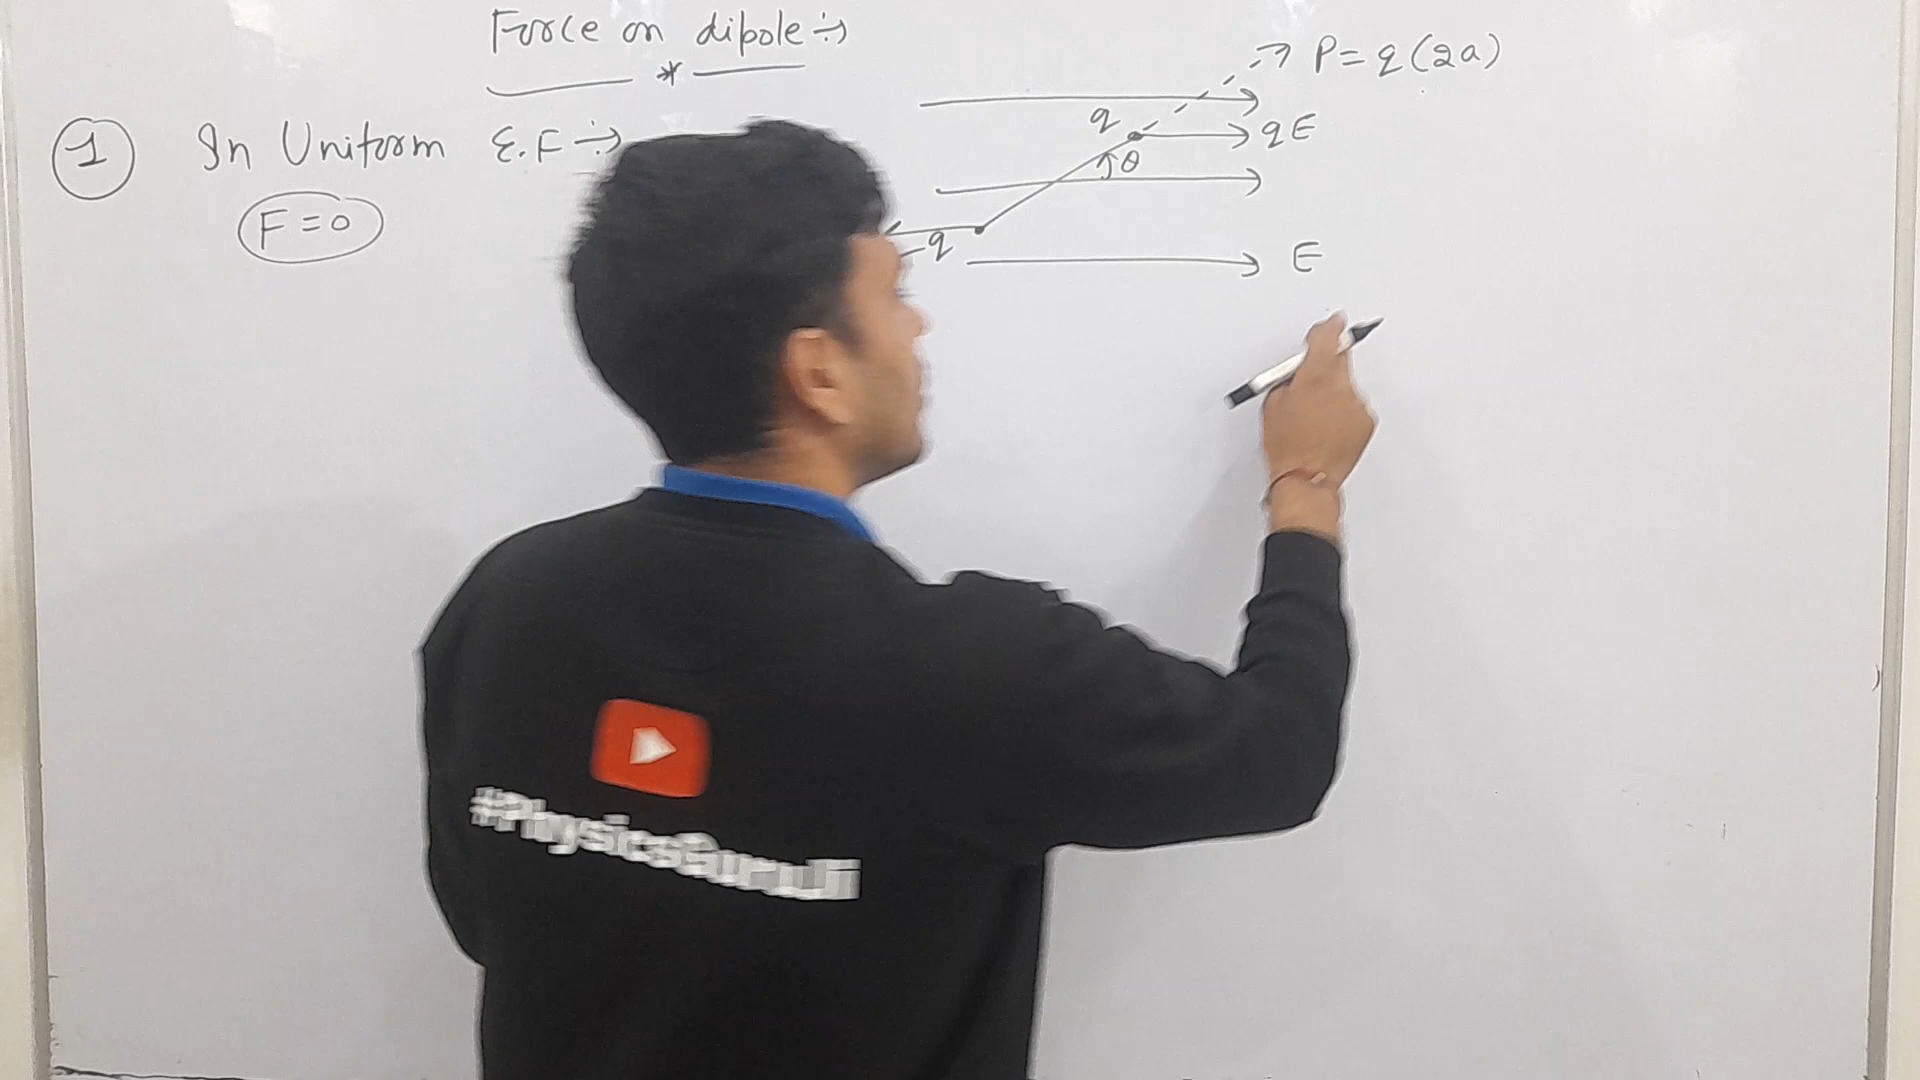 Force on dipole ÷>
*
1 In Uniform E.F ÷>
F = 0
P = q (2a)
q
qE
θ
-q
E
#PhysicsGuruJi